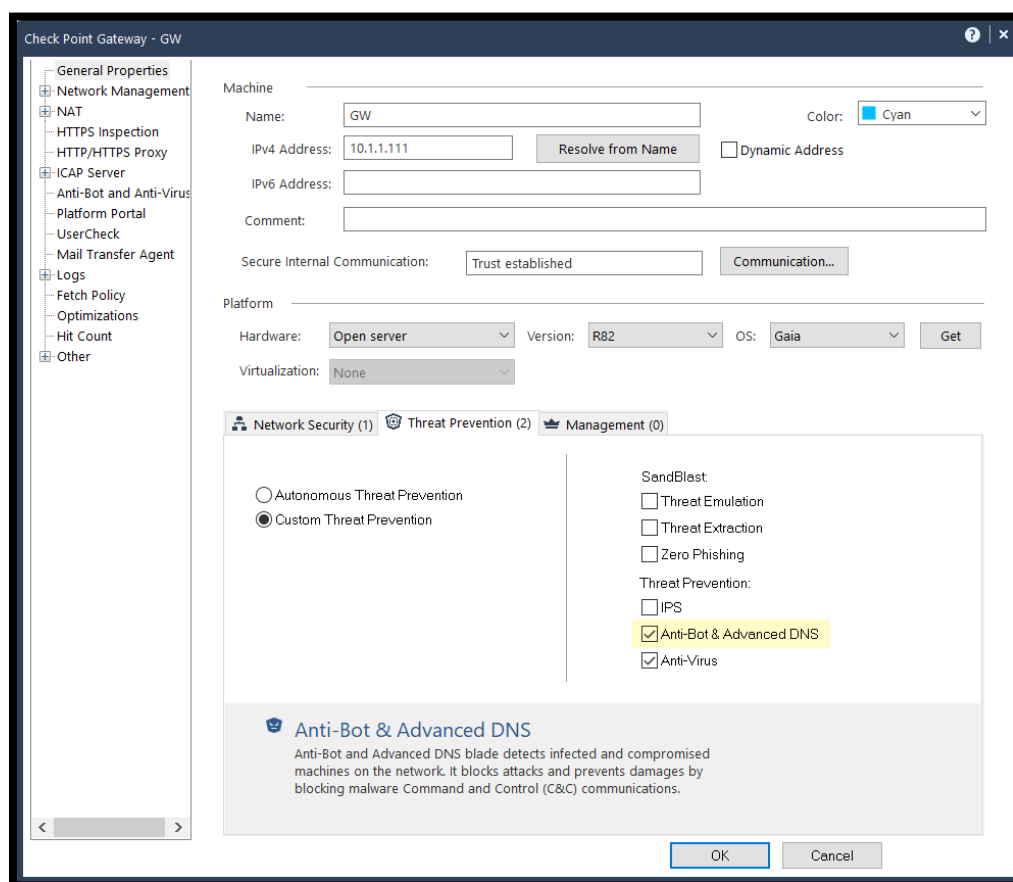 Check Point Gateway - GW
General Properties
Network Management
NAT
HTTPS Inspection
HTTP/HTTPS Proxy
ICAP Server
Anti-Bot and Anti-Virus
Platform Portal
UserCheck
Mail Transfer Agent
Logs
Fetch Policy
Optimizations
Hit Count
Other
Machine
Name: GW Color: Cyan
IPv4 Address: 10.1.1.111 Resolve from Name Dynamic Address
IPv6 Address:
Comment:
Secure Internal Communication: Trust established Communication...
Platform
Hardware: Open server Version: R82 OS: Gaia Get
Virtualization: None
Network Security (1) Threat Prevention (2) Management (0)
Autonomous Threat Prevention
Custom Threat Prevention
SandBlast:
Threat Emulation
Threat Extraction
Zero Phishing
Threat Prevention:
IPS
Anti-Bot & Advanced DNS
Anti-Virus
Anti-Bot & Advanced DNS
Anti-Bot and Advanced DNS blade detects infected and compromised
machines on the network. It blocks attacks and prevents damages by
blocking malware Command and Control (C&C) communications.
OK Cancel